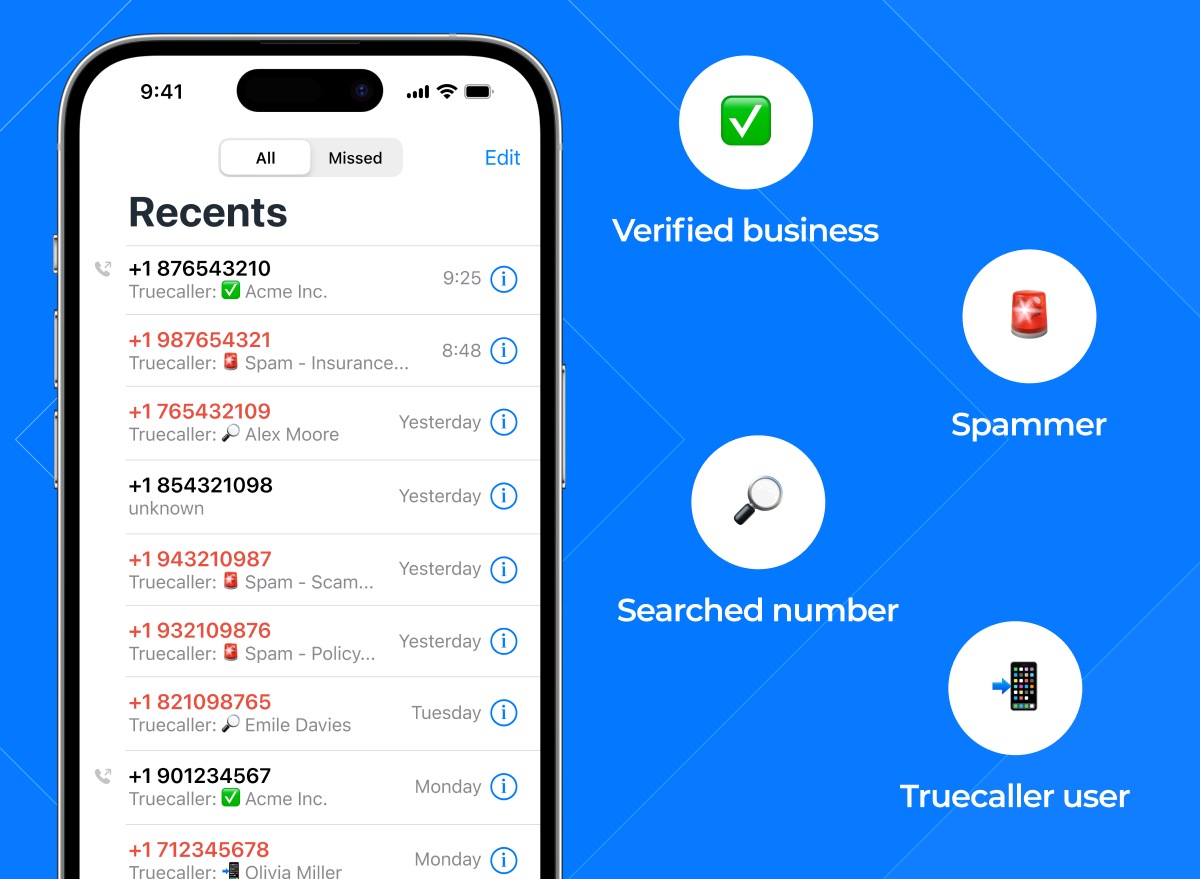 9:41
All Missed Edit
Recents
+1 876543210
Truecaller: ✅ Acme Inc.
9:25
+1 987654321
Truecaller: 🚨 Spam - Insurance...
8:48
+1 765432109
Truecaller: 🔎 Alex Moore
Yesterday
+1 854321098
unknown
Yesterday
+1 943210987
Truecaller: 🚨 Spam - Scam...
Yesterday
+1 932109876
Truecaller: 🚨 Spam - Policy...
Yesterday
+1 821098765
Truecaller: 🔎 Emile Davies
Tuesday
+1 901234567
Truecaller: ✅ Acme Inc.
Monday
+1 712345678
Truecaller: 📲 Olivia Miller
Monday
Verified business
Spammer
Searched number
Truecaller user